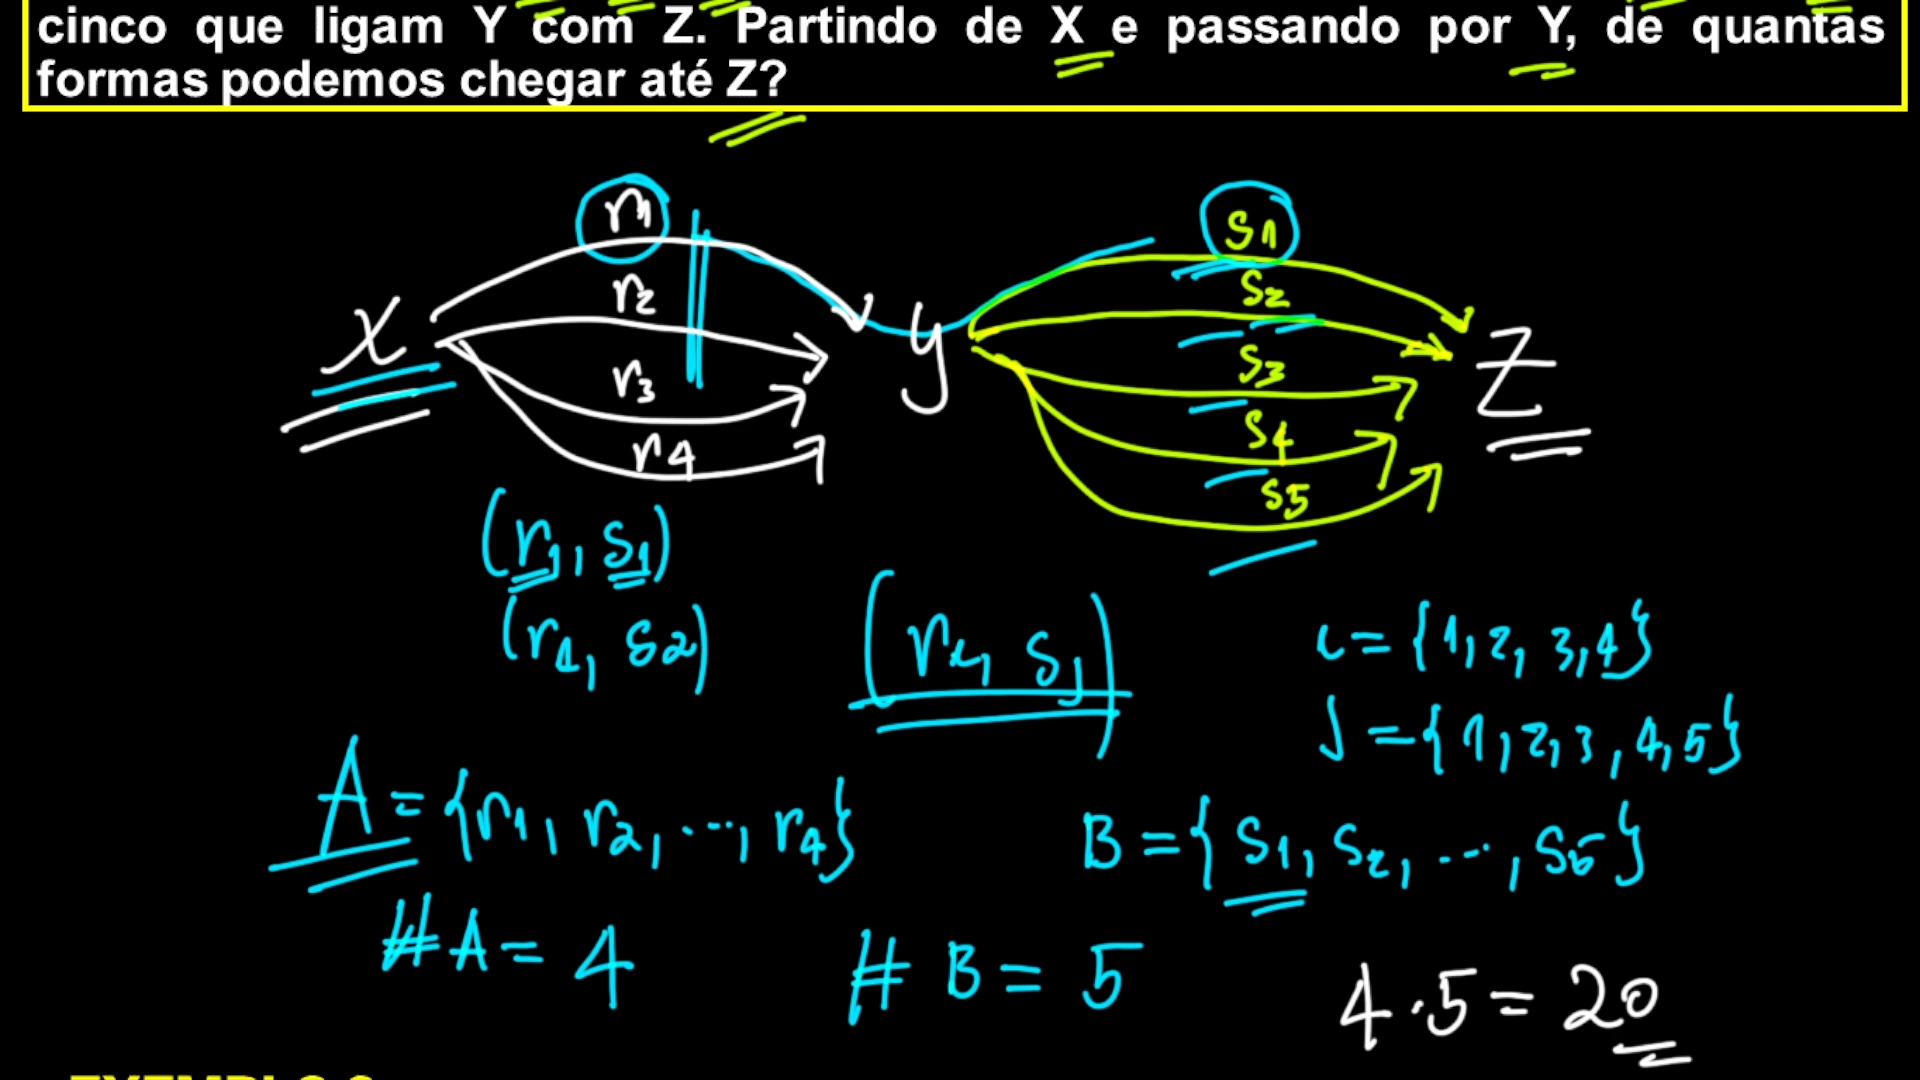 cinco que ligam Y com Z. Partindo de X e passando por Y, de quantas
formas podemos chegar até Z?
r1
s1
r2
s2
X
y
Z
r3
s3
r4
s4
s5
(r1, s1)
(r1, s2)
(ri, sj)
i = {1, 2, 3, 4}
J = {1, 2, 3, 4, 5}
A = {r1, r2, ..., r4}
B = {s1, s2, ..., s5}
#A = 4
# B = 5
4 . 5 = 20